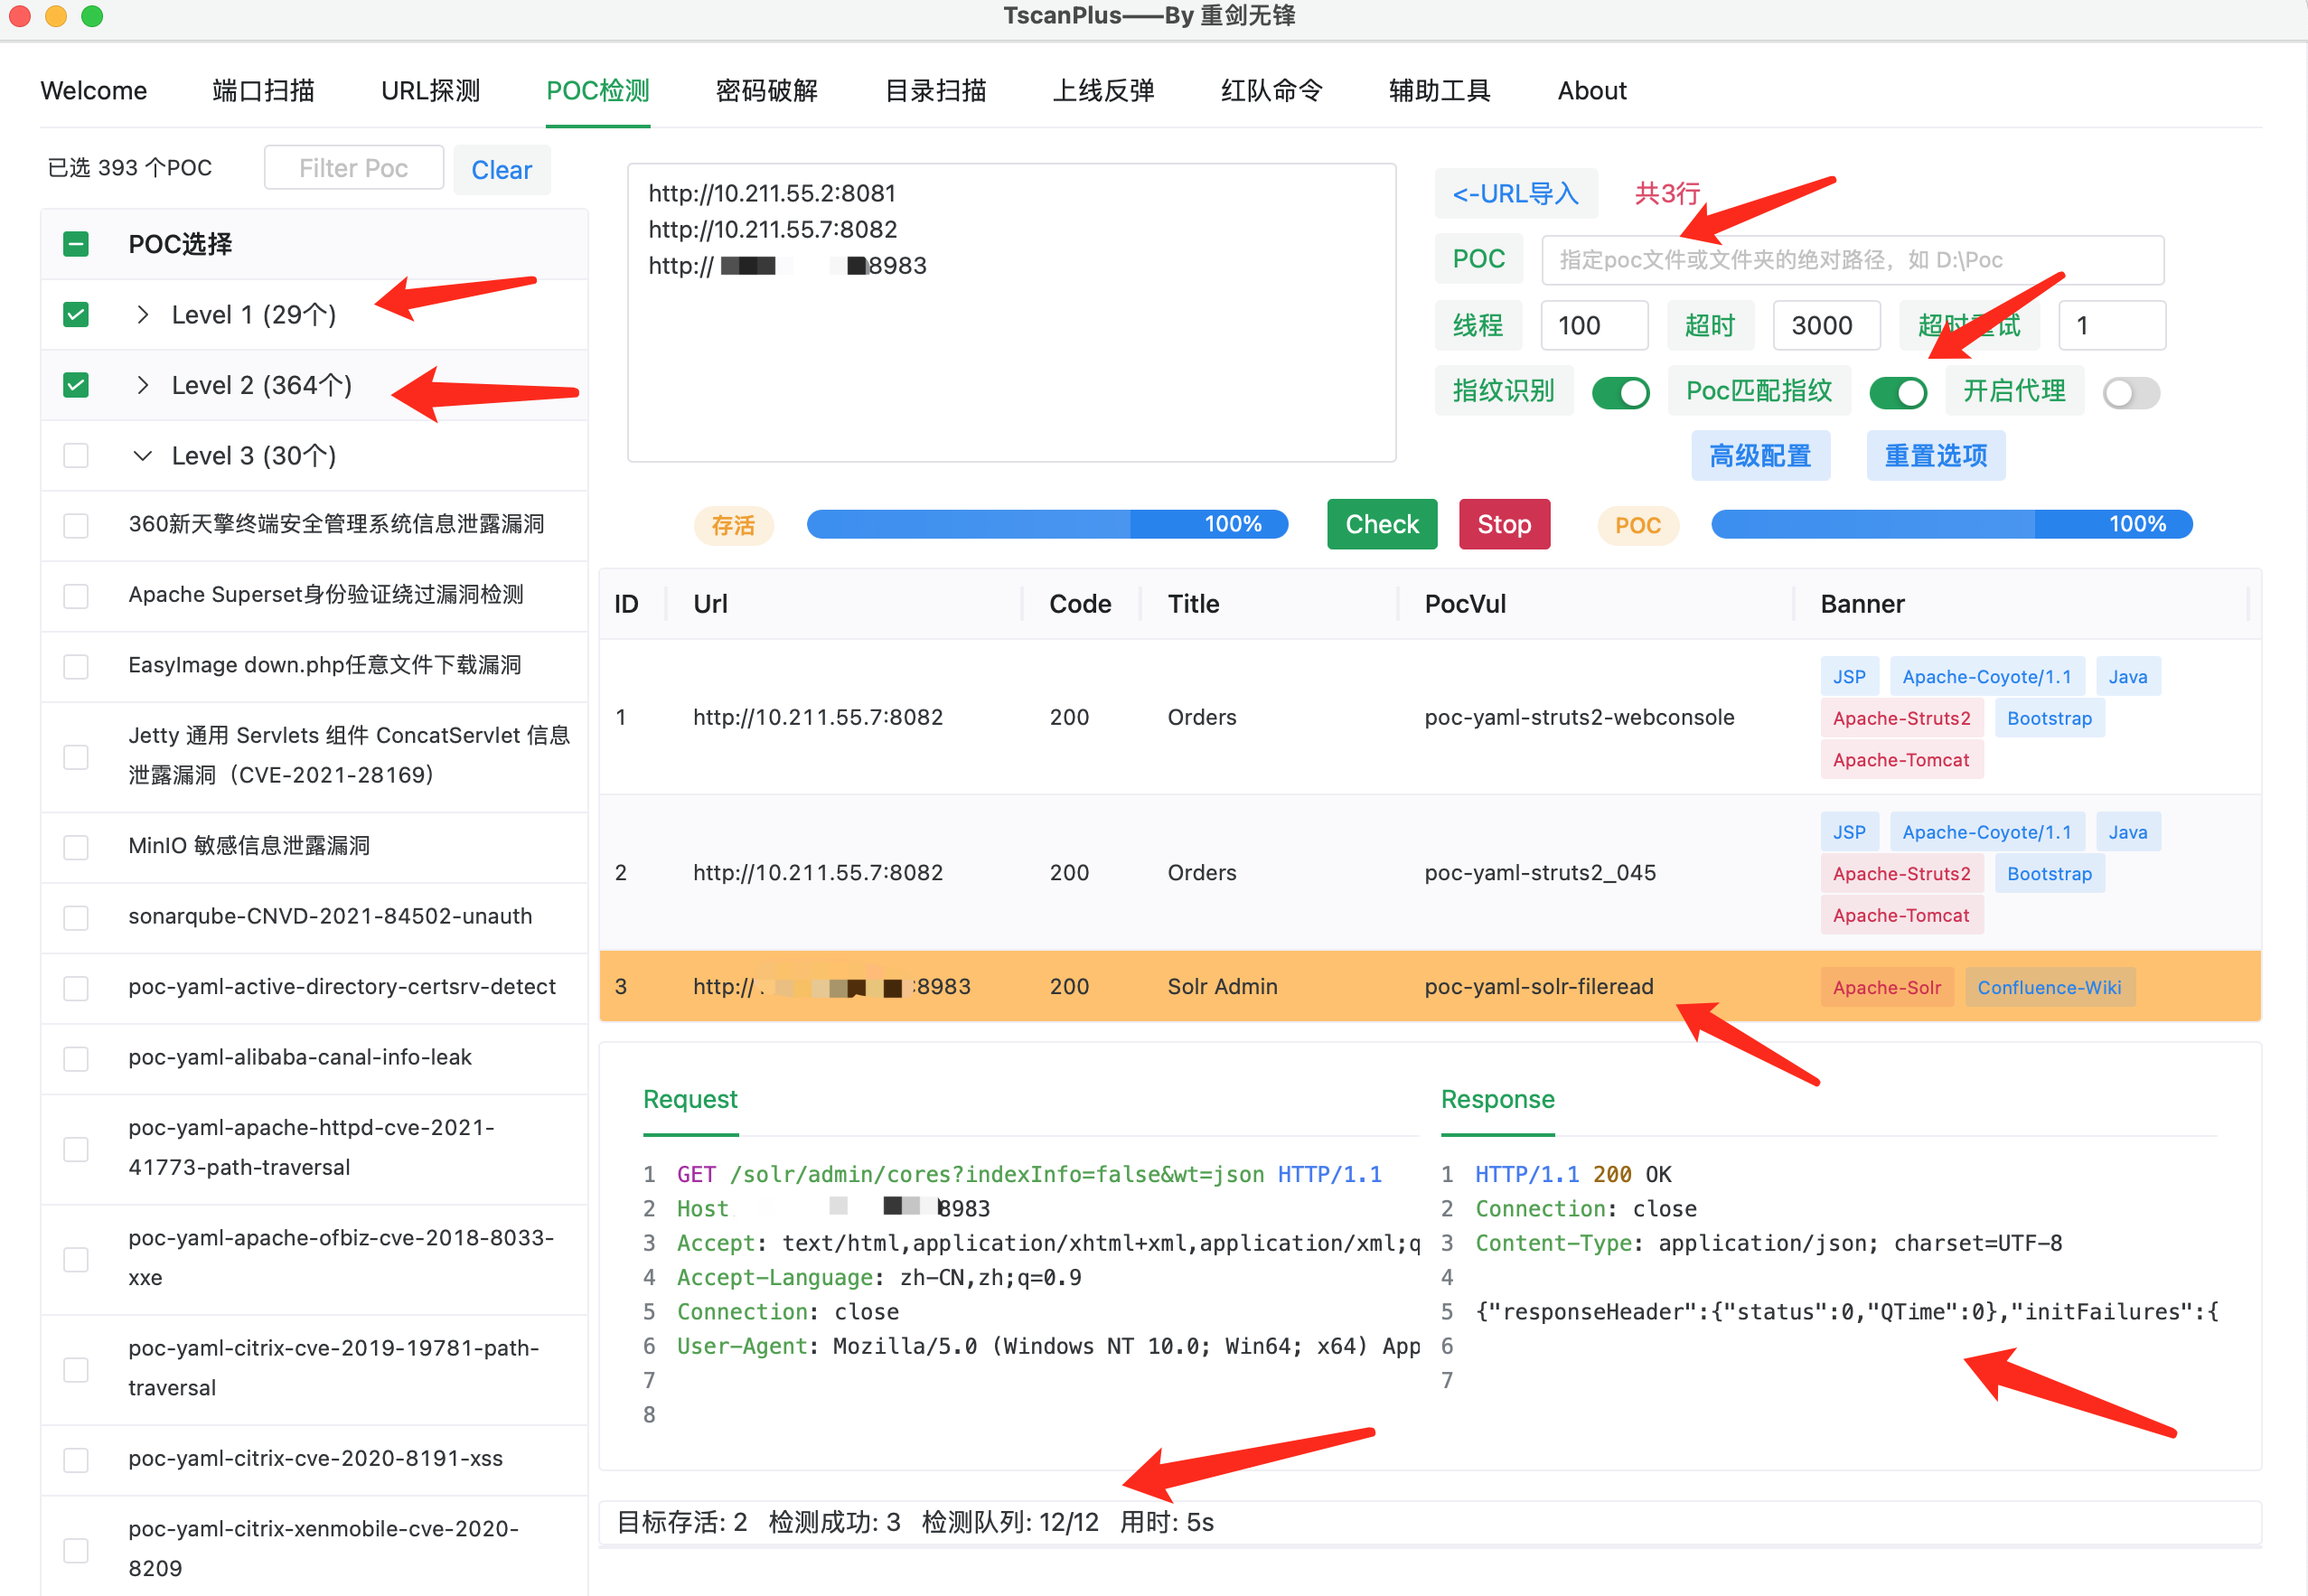 TscanPlus——By 重剑无锋
Welcome 端口扫描 URL探测 POC检测 密码破解 目录扫描 上线反弹 红队命令 辅助工具 About
已选 393 个POC Filter Poc Clear
POC选择
Level 1 (29个)
Level 2 (364个)
Level 3 (30个)
360新天擎终端安全管理系统信息泄露漏洞
Apache Superset身份验证绕过漏洞检测
EasyImage down.php任意文件下载漏洞
Jetty 通用 Servlets 组件 ConcatServlet 信息
泄露漏洞（CVE-2021-28169）
MinIO 敏感信息泄露漏洞
sonarqube-CNVD-2021-84502-unauth
poc-yaml-active-directory-certsrv-detect
poc-yaml-alibaba-canal-info-leak
poc-yaml-apache-httpd-cve-2021-
41773-path-traversal
poc-yaml-apache-ofbiz-cve-2018-8033-
xxe
poc-yaml-citrix-cve-2019-19781-path-
traversal
poc-yaml-citrix-cve-2020-8191-xss
poc-yaml-citrix-xenmobile-cve-2020-
8209
http://10.211.55.2:8081
http://10.211.55.7:8082
http:// 8983
<-URL导入 共3行
POC 指定poc文件或文件夹的绝对路径，如 D:\Poc
线程 100 超时 3000 超时重试 1
指纹识别 Poc匹配指纹 开启代理
高级配置 重置选项
存活 100% Check Stop POC 100%
ID Url Code Title PocVul Banner
1 http://10.211.55.7:8082 200 Orders poc-yaml-struts2-webconsole JSP Apache-Coyote/1.1 Java
Apache-Struts2 Bootstrap
Apache-Tomcat
2 http://10.211.55.7:8082 200 Orders poc-yaml-struts2_045 JSP Apache-Coyote/1.1 Java
Apache-Struts2 Bootstrap
Apache-Tomcat
3 http:// :8983 200 Solr Admin poc-yaml-solr-fileread Apache-Solr Confluence-Wiki
Request
1 GET /solr/admin/cores?indexInfo=false&wt=json HTTP/1.1
2 Host 8983
3 Accept: text/html,application/xhtml+xml,application/xml;q
4 Accept-Language: zh-CN,zh;q=0.9
5 Connection: close
6 User-Agent: Mozilla/5.0 (Windows NT 10.0; Win64; x64) App
7
8
Response
1 HTTP/1.1 200 OK
2 Connection: close
3 Content-Type: application/json; charset=UTF-8
4
5 {"responseHeader":{"status":0,"QTime":0},"initFailures":{
6
7
目标存活: 2 检测成功: 3 检测队列: 12/12 用时: 5s